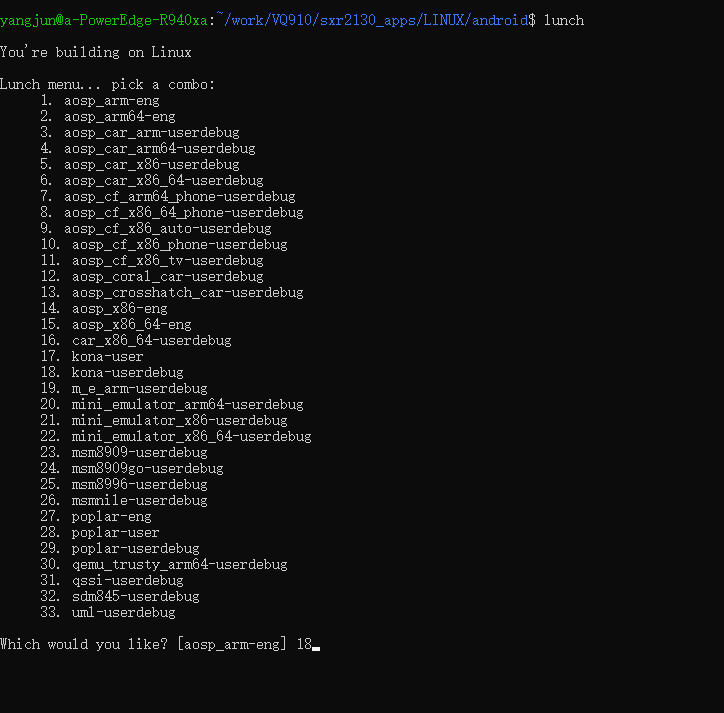 yangjun@a-PowerEdge-R940xa:~/work/VQ910/sxr2130_apps/LINUX/android$ lunch
You're building on Linux
Lunch menu... pick a combo:
1. aosp_arm-eng
2. aosp_arm64-eng
3. aosp_car_arm-userdebug
4. aosp_car_arm64-userdebug
5. aosp_car_x86-userdebug
6. aosp_car_x86_64-userdebug
7. aosp_cf_arm64_phone-userdebug
8. aosp_cf_x86_64_phone-userdebug
9. aosp_cf_x86_auto-userdebug
10. aosp_cf_x86_phone-userdebug
11. aosp_cf_x86_tv-userdebug
12. aosp_coral_car-userdebug
13. aosp_crosshatch_car-userdebug
14. aosp_x86-eng
15. aosp_x86_64-eng
16. car_x86_64-userdebug
17. kona-user
18. kona-userdebug
19. m_e_arm-userdebug
20. mini_emulator_arm64-userdebug
21. mini_emulator_x86-userdebug
22. mini_emulator_x86_64-userdebug
23. msm8909-userdebug
24. msm8909go-userdebug
25. msm8996-userdebug
26. msmnile-userdebug
27. poplar-eng
28. poplar-user
29. poplar-userdebug
30. qemu_trusty_arm64-userdebug
31. qssi-userdebug
32. sdm845-userdebug
33. uml-userdebug
Which would you like? [aosp_arm-eng] 18